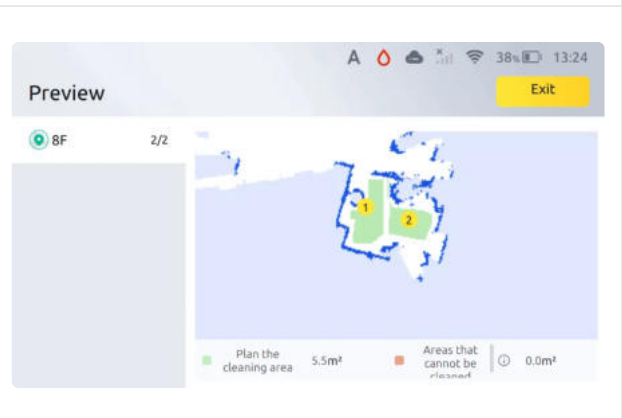 A 38% 13:24
Preview
Exit
8F 2/2
1
2
Plan the
cleaning area
5.5m²
Areas that
cannot be
cleaned
0.0m²